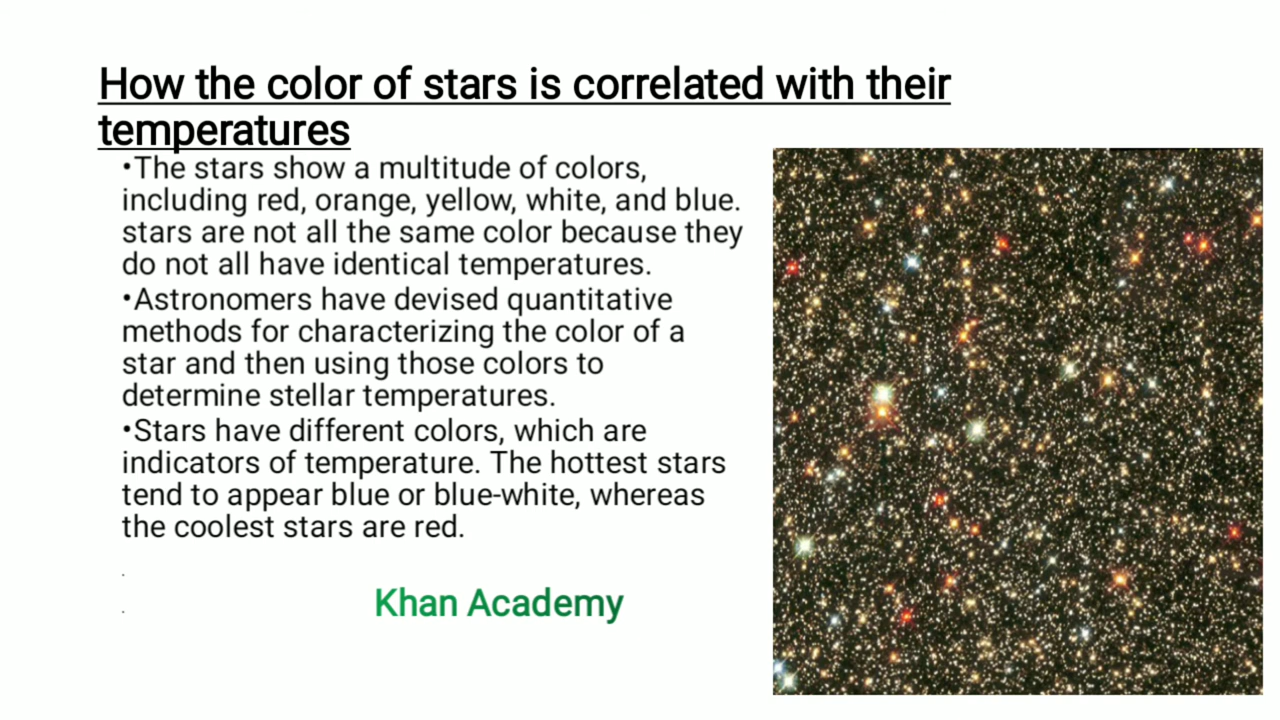 How the color of stars is correlated with their
temperatures
•The stars show a multitude of colors,
including red, orange, yellow, white, and blue.
stars are not all the same color because they
do not all have identical temperatures.
•Astronomers have devised quantitative
methods for characterizing the color of a
star and then using those colors to
determine stellar temperatures.
•Stars have different colors, which are
indicators of temperature. The hottest stars
tend to appear blue or blue-white, whereas
the coolest stars are red.
Khan Academy